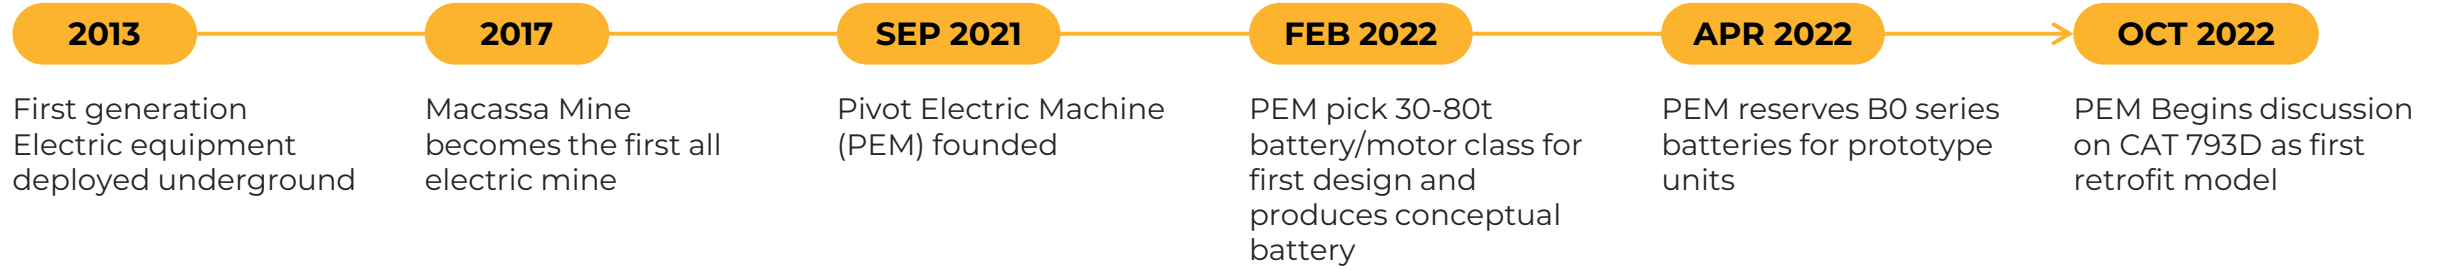 2013
First generation
Electric equipment
deployed underground
2017
Macassa Mine
becomes the first all
electric mine
SEP 2021
Pivot Electric Machine
(PEM) founded
FEB 2022
PEM pick 30-80t
battery/motor class for
first design and
produces conceptual
battery
APR 2022
PEM reserves B0 series
batteries for prototype
units
OCT 2022
PEM Begins discussion
on CAT 793D as first
retrofit model